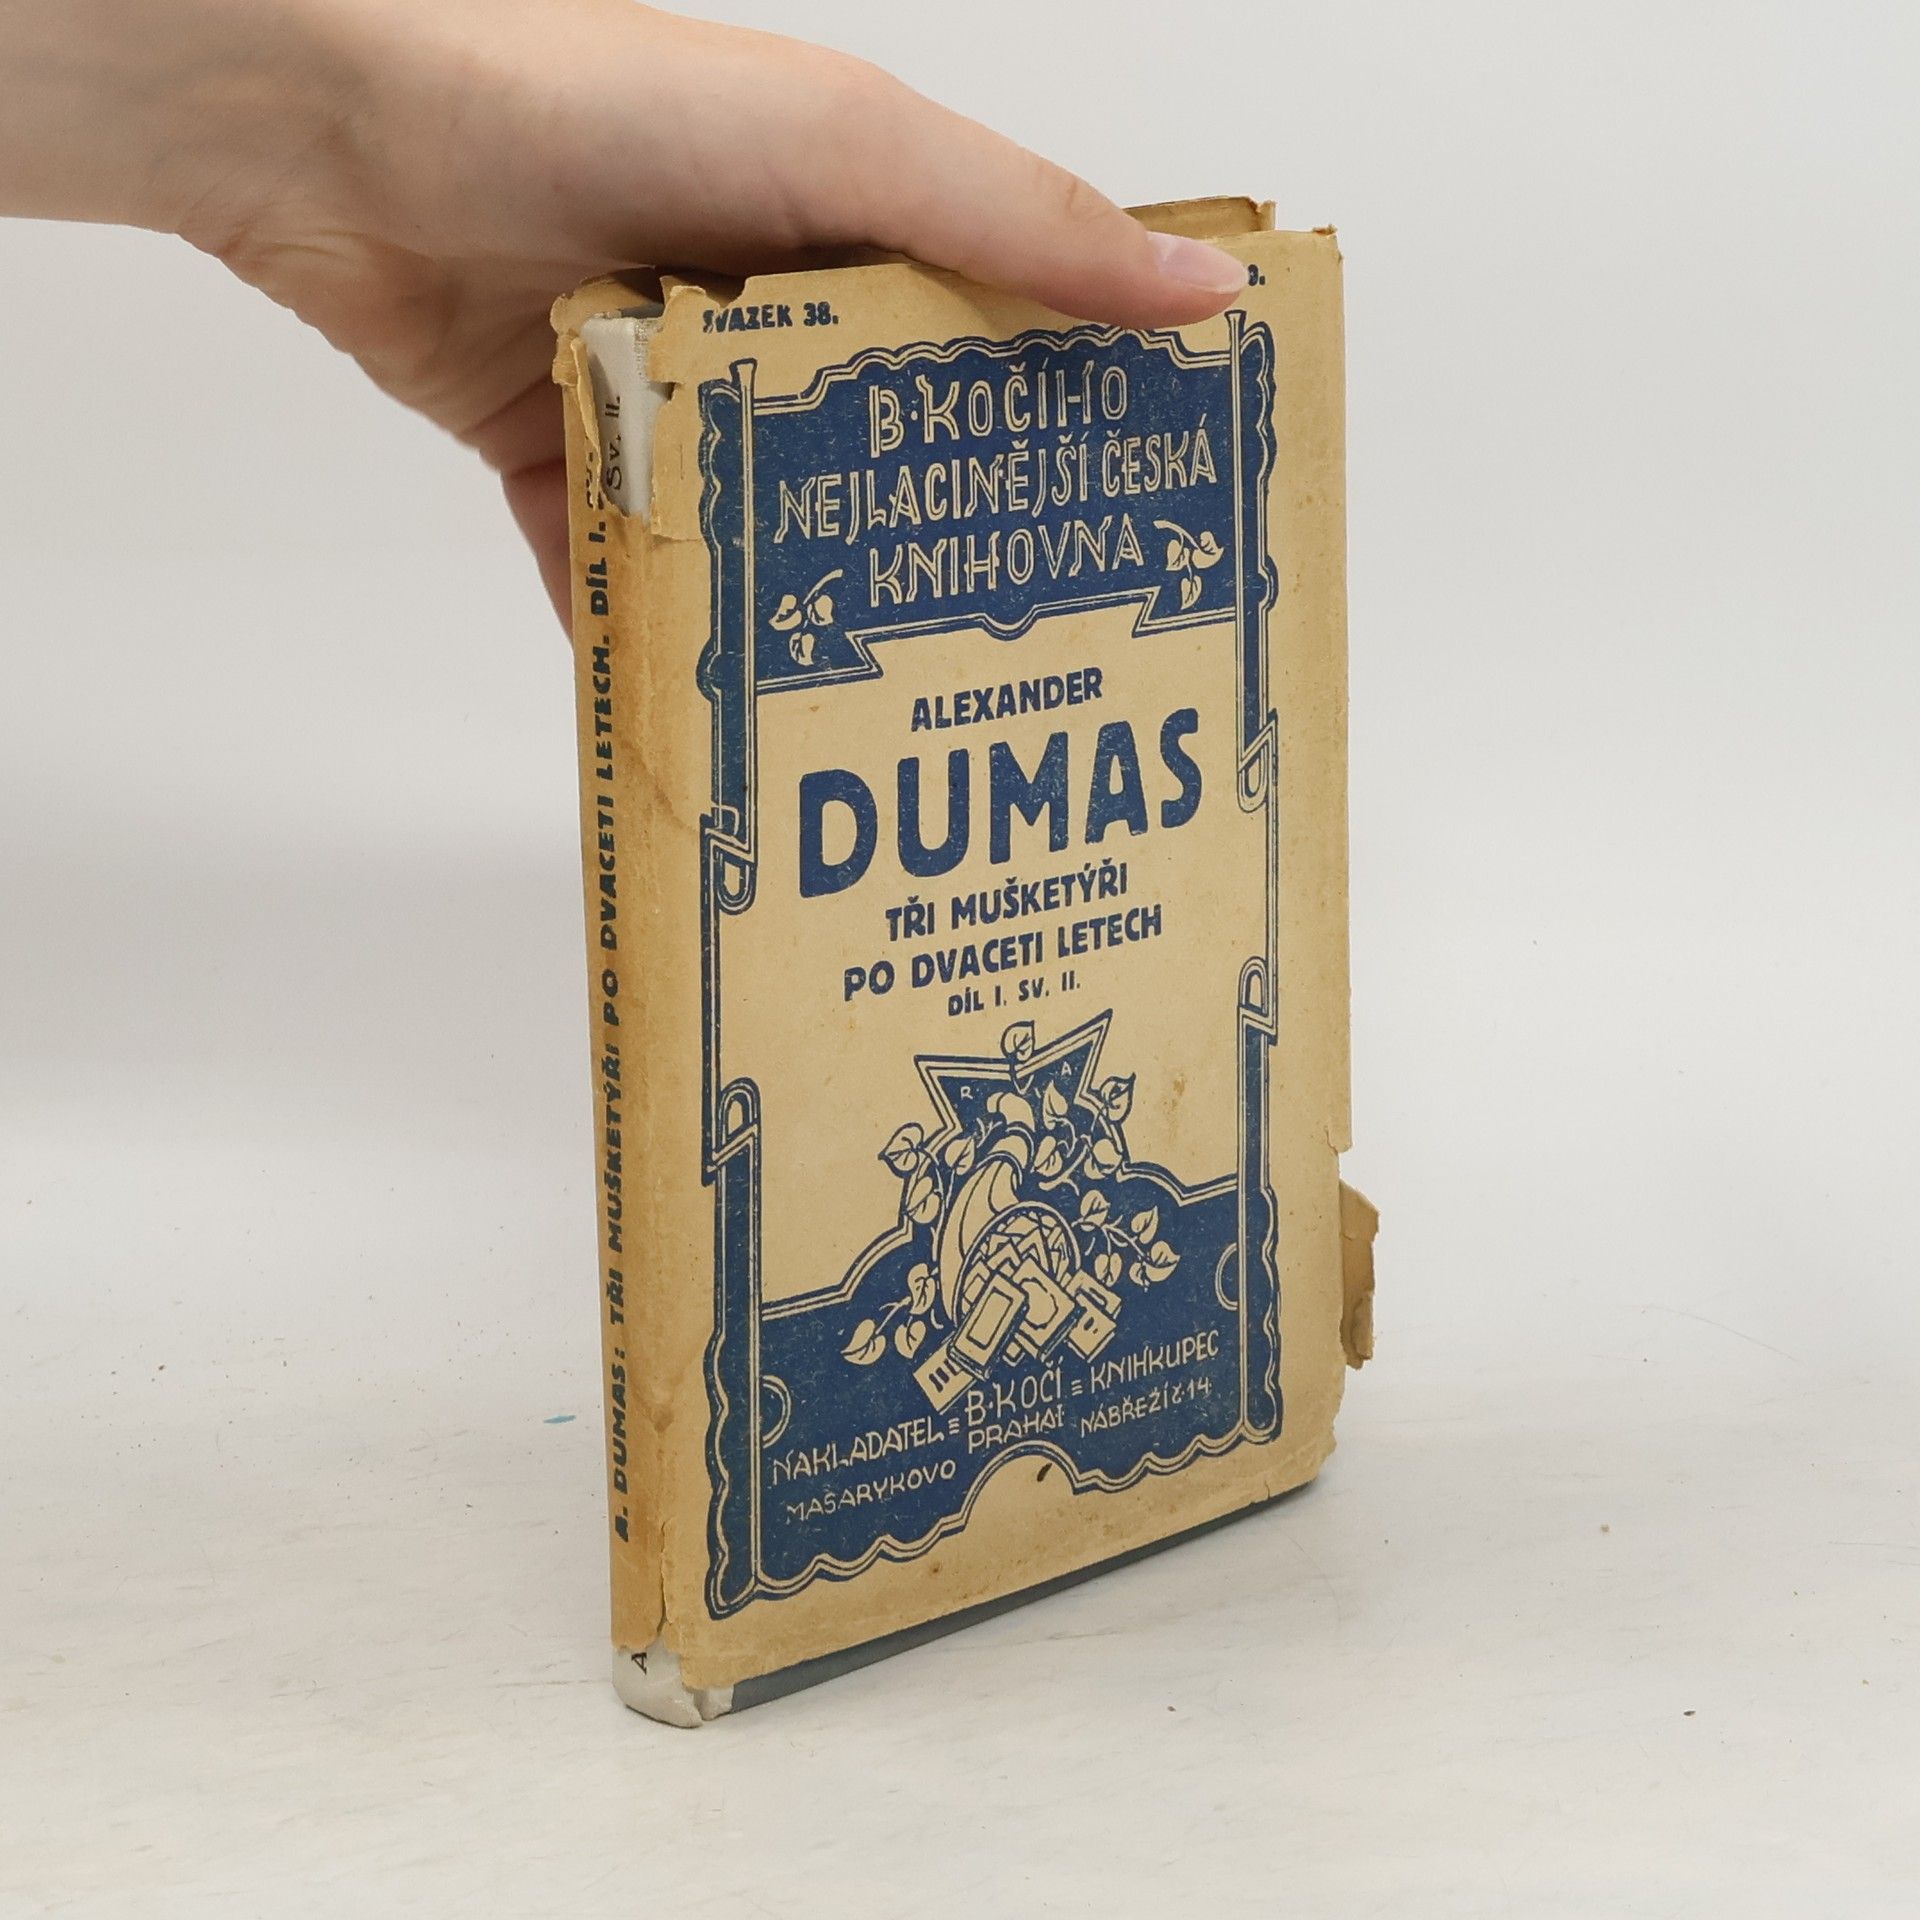 SVAZEK 38.
9.
B. KOČÍHO
NEJLACINĚJŠÍ ČESKÁ
KNIHOVNA
ALEXANDER
DUMAS
TŘI MUŠKETÝŘI
PO DVACETI LETECH
DÍL I. SV. II.
R I A
NAKLADATEL = B. KOČÍ = KNIHKUPEC
MASARYKOVO PRAHA I NÁBŘEŽÍ č. 14
A. DUMAS: TŘI MUŠKETÝŘI PO DVACETI LETECH. DÍL I.
Sv. II.
A